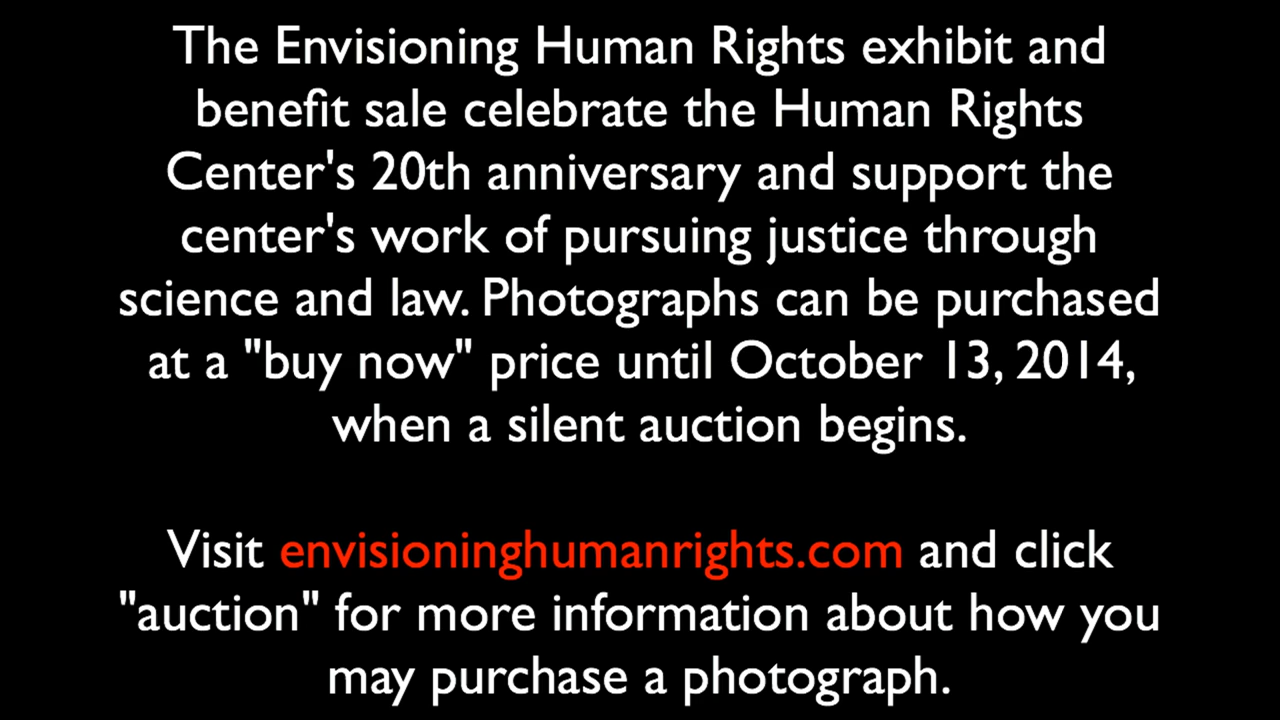 The Envisioning Human Rights exhibit and
benefit sale celebrate the Human Rights
Center's 20th anniversary and support the
center's work of pursuing justice through
science and law. Photographs can be purchased
at a "buy now" price until October 13, 2014,
when a silent auction begins.
Visit envisioninghumanrights.com and click
"auction" for more information about how you
may purchase a photograph.